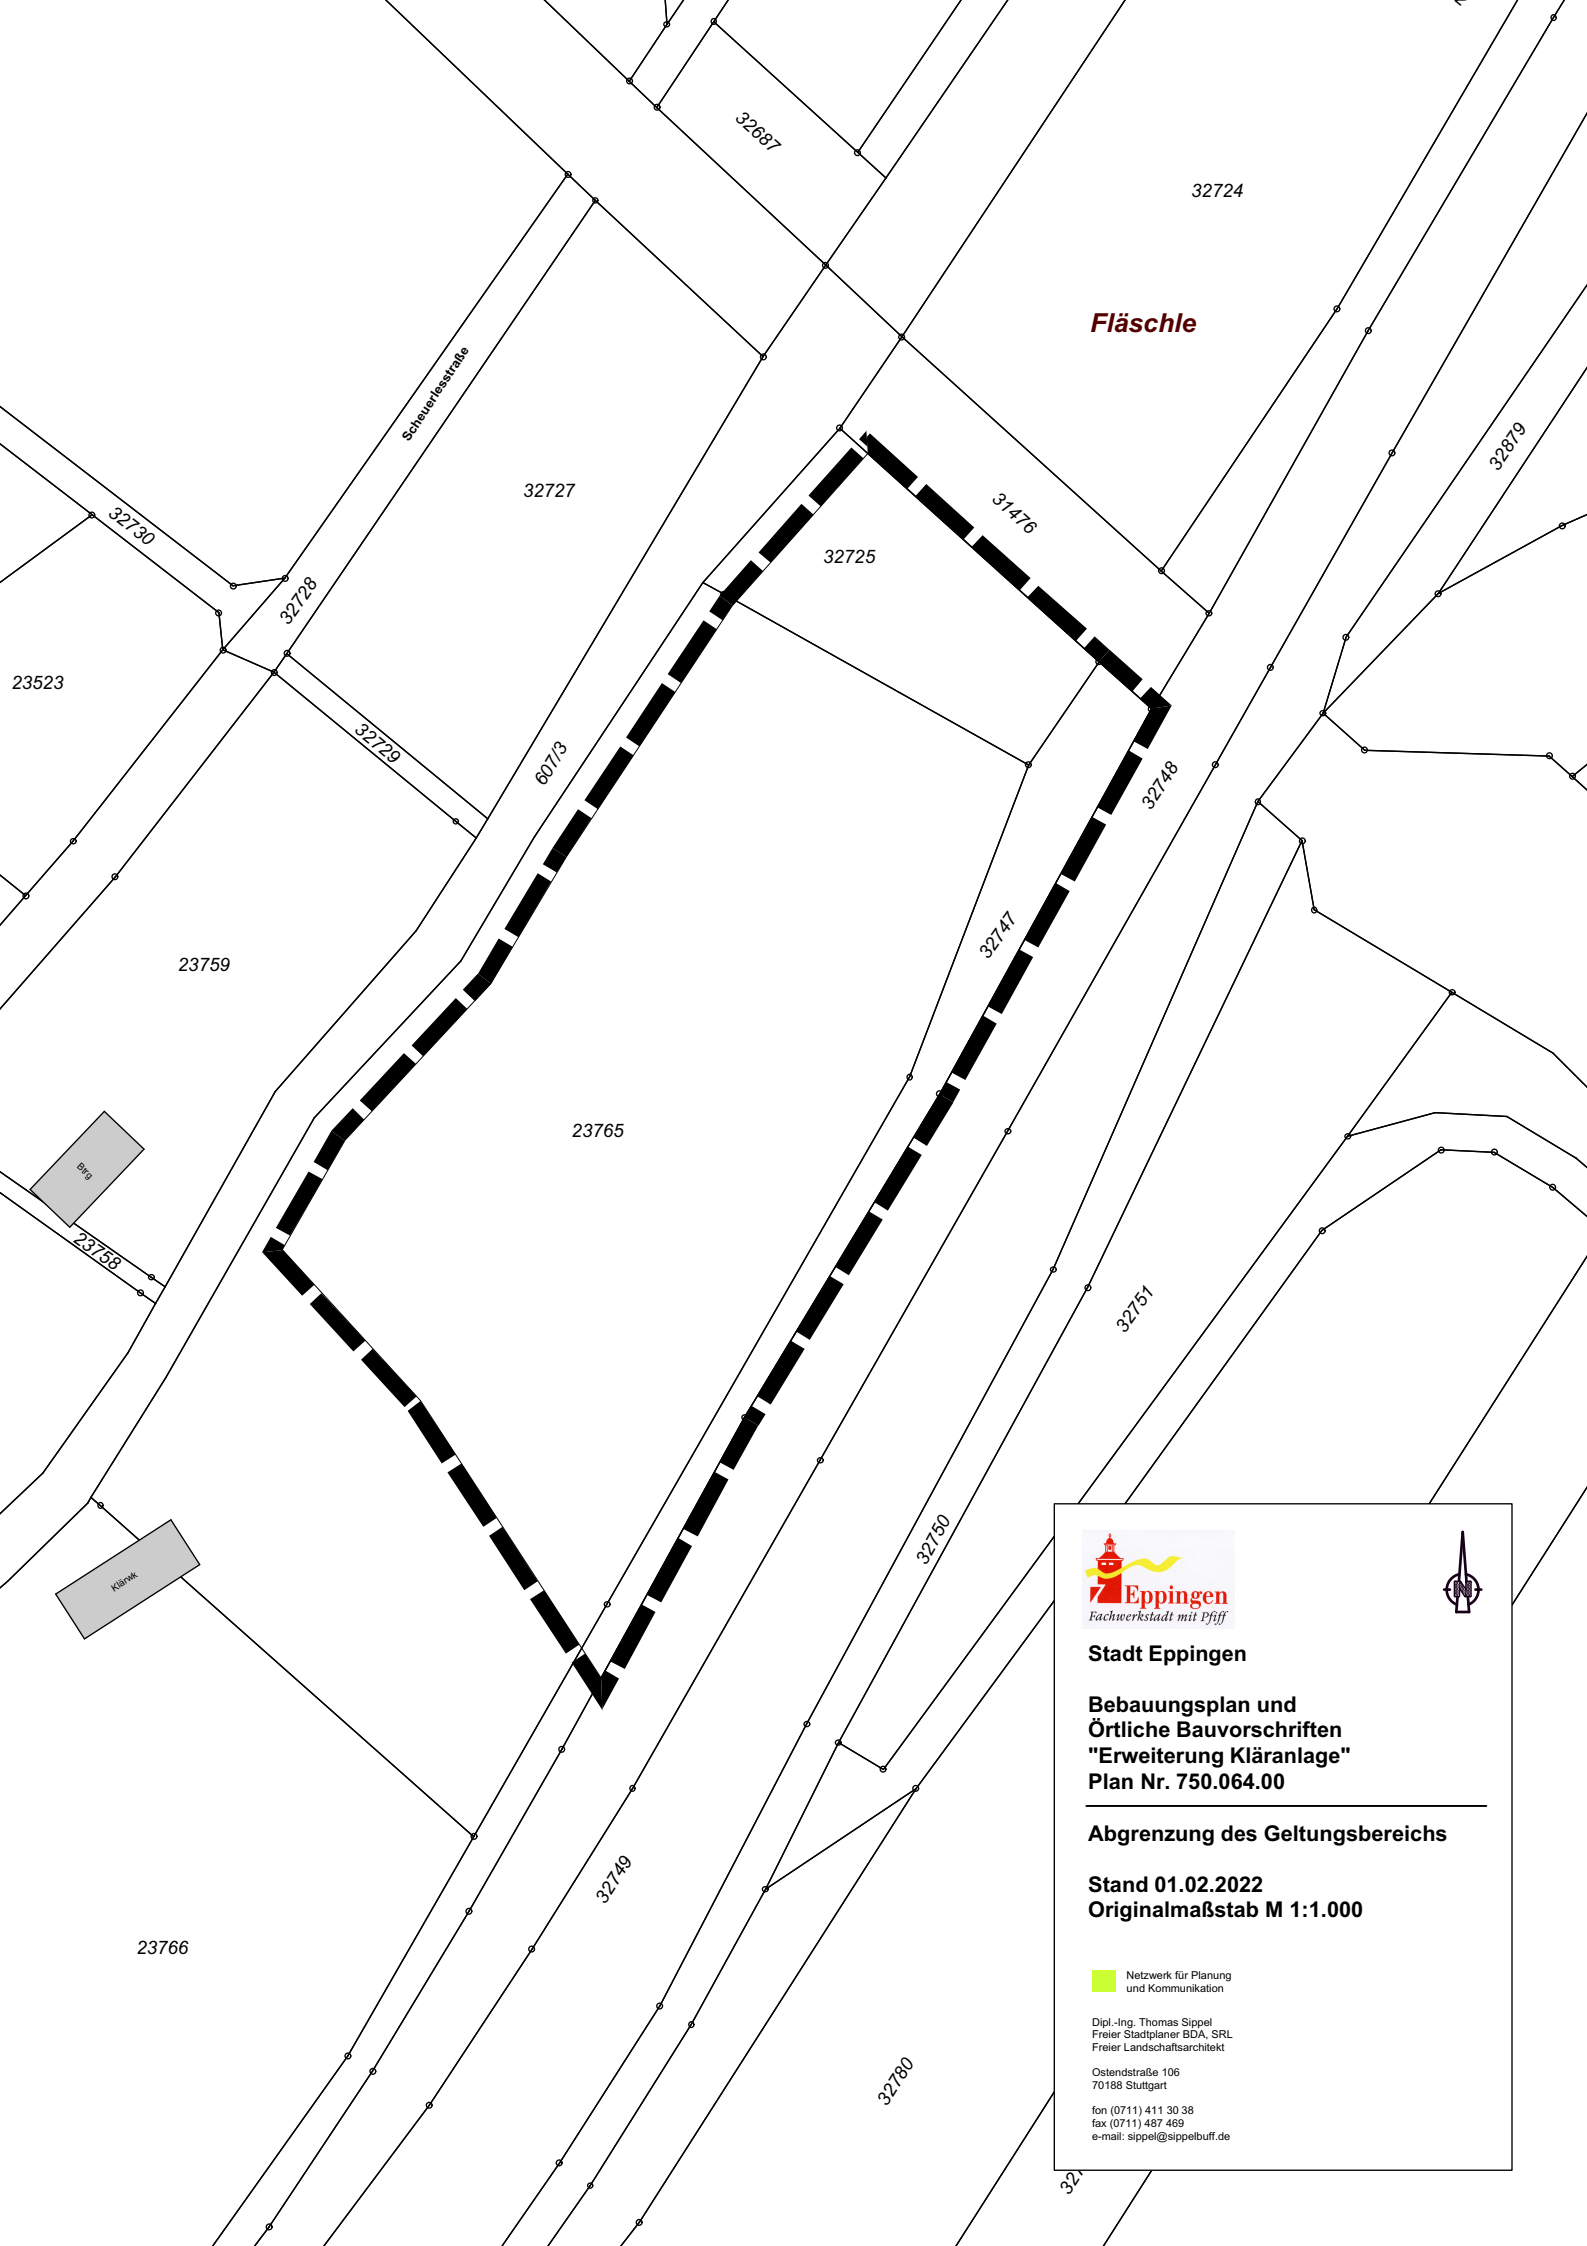 32687
32724
Fläschle
Scheuerlesstraße
32879
32727
31476
32730
32725
32728
23523
32729
607/3
32748
32747
23759
23765
Btrg
23758
32751
32750
Klärwk
Eppingen
Fachwerkstadt mit Pfiff
N
Stadt Eppingen
Bebauungsplan und
Örtliche Bauvorschriften
"Erweiterung Kläranlage"
Plan Nr. 750.064.00
Abgrenzung des Geltungsbereichs
Stand 01.02.2022
Originalmaßstab M 1:1.000
32749
23766
Netzwerk für Planung
und Kommunikation
Dipl.-Ing. Thomas Sippel
Freier Stadtplaner BDA, SRL
Freier Landschaftsarchitekt
Ostendstraße 106
70188 Stuttgart
fon (0711) 411 30 38
fax (0711) 487 469
e-mail: sippel@sippelbuff.de
32780